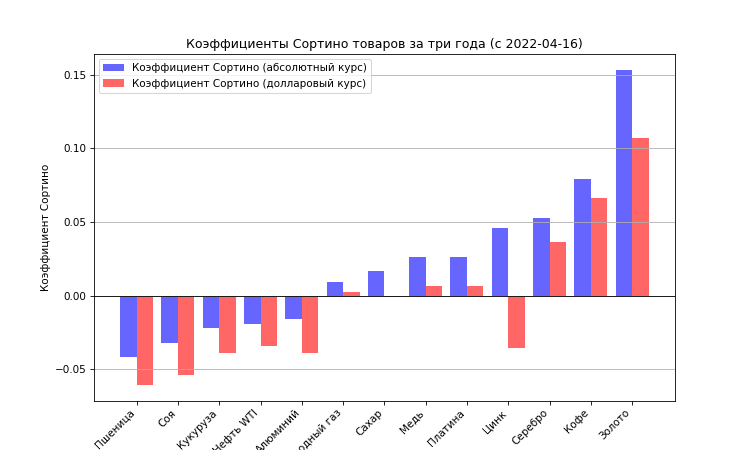 Коэффициенты Сортино товаров за три года (с 2022-04-16)
Коэффициент Сортино (абсолютный курс)
Коэффициент Сортино (долларовый курс)
Коэффициент Сортино
0.15
0.10
0.05
0.00
−0.05
Пшеница
Соя
Кукуруза
Нефть WTI
Алюминий
газ
Сахар
Медь
Платина
Цинк
Серебро
Кофе
Золото